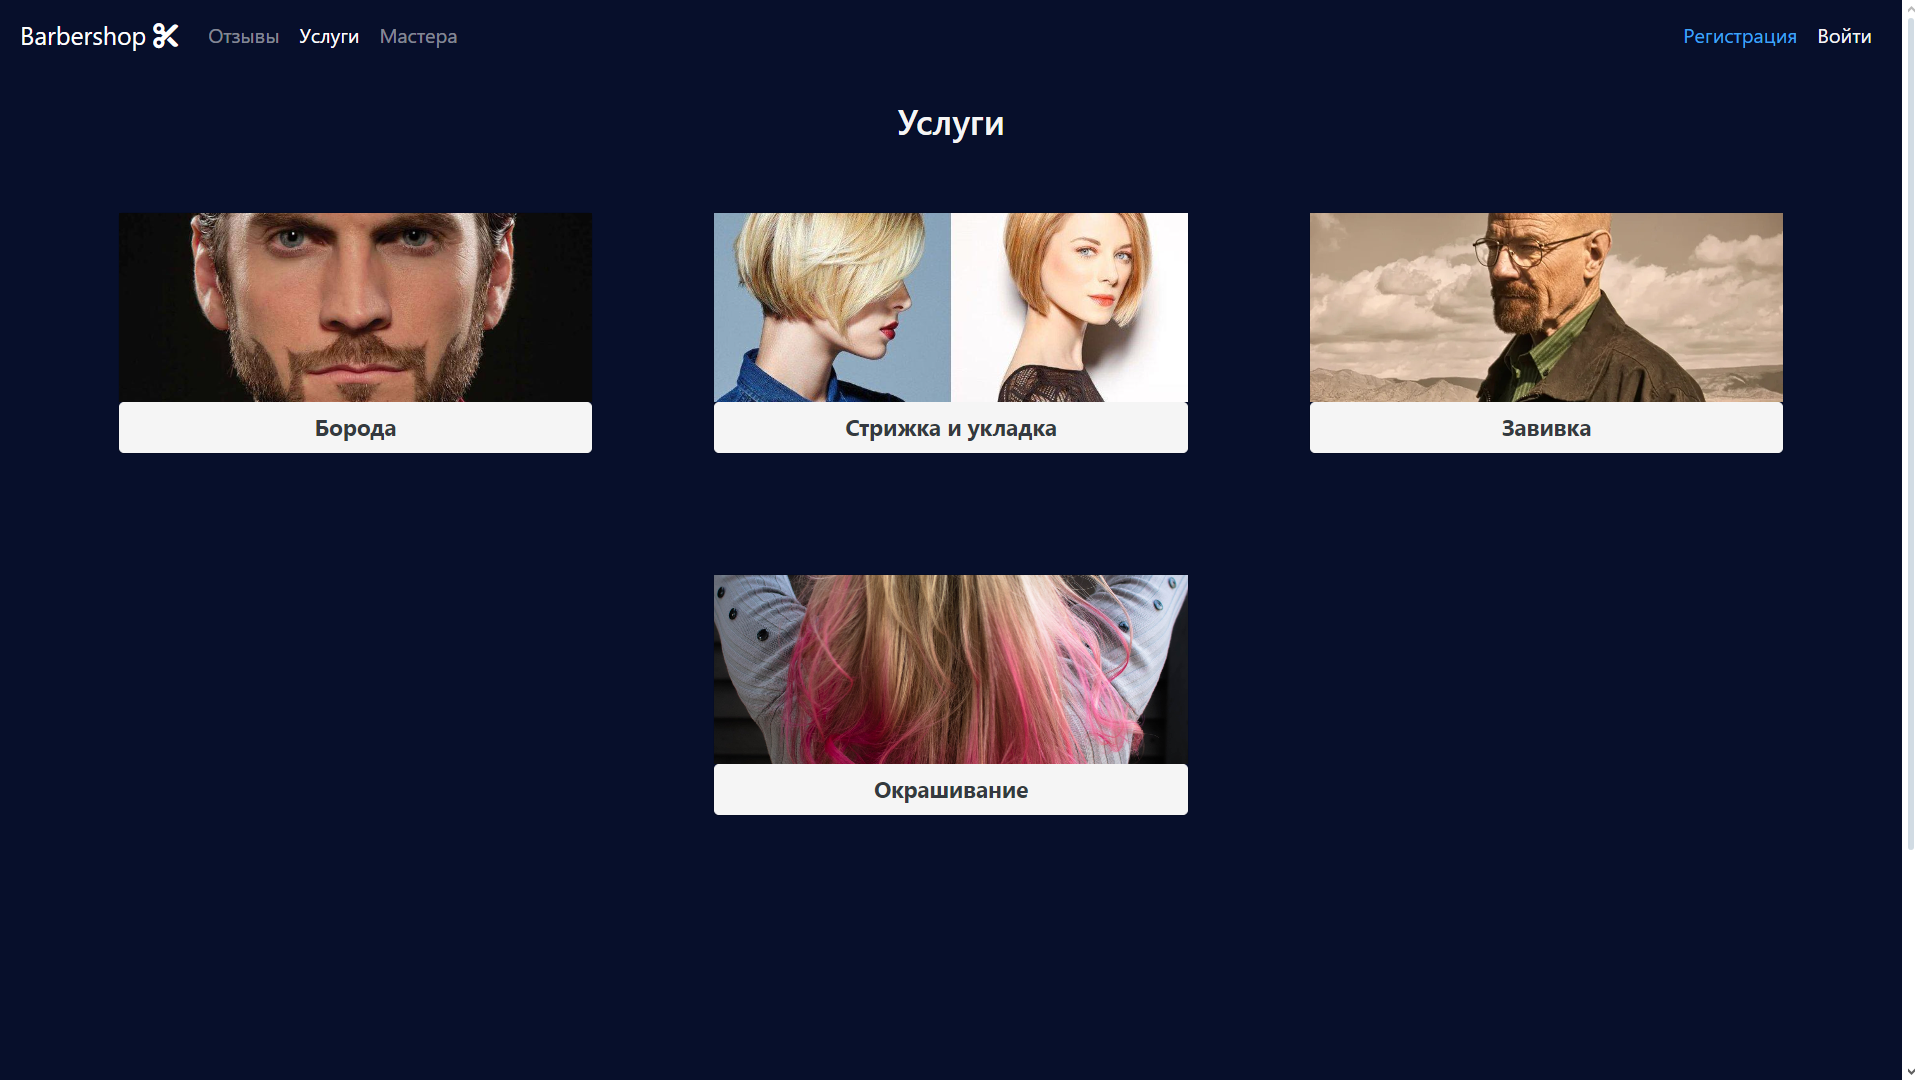 Barbershop Отзывы Услуги Мастера Регистрация Войти
Услуги
Борода
Стрижка и укладка
Завивка
Окрашивание